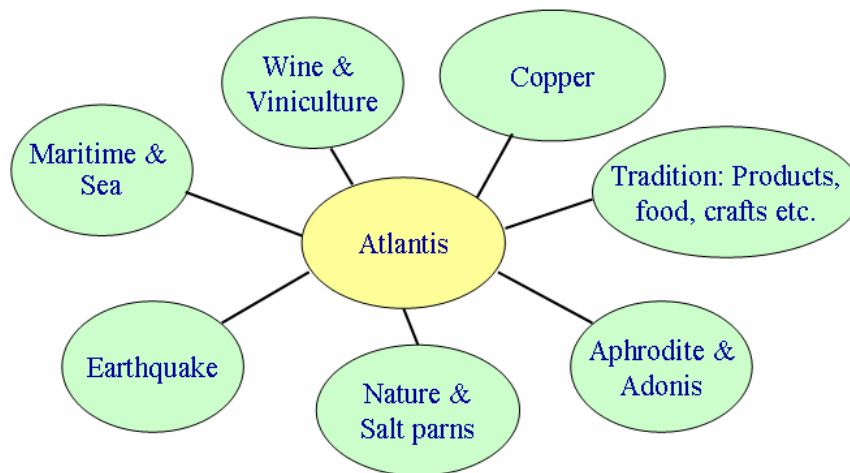 Wine &
Viniculture
Copper
Maritime &
Sea
Tradition: Products,
food, crafts etc.
Atlantis
Earthquake
Nature &
Salt parns
Aphrodite &
Adonis